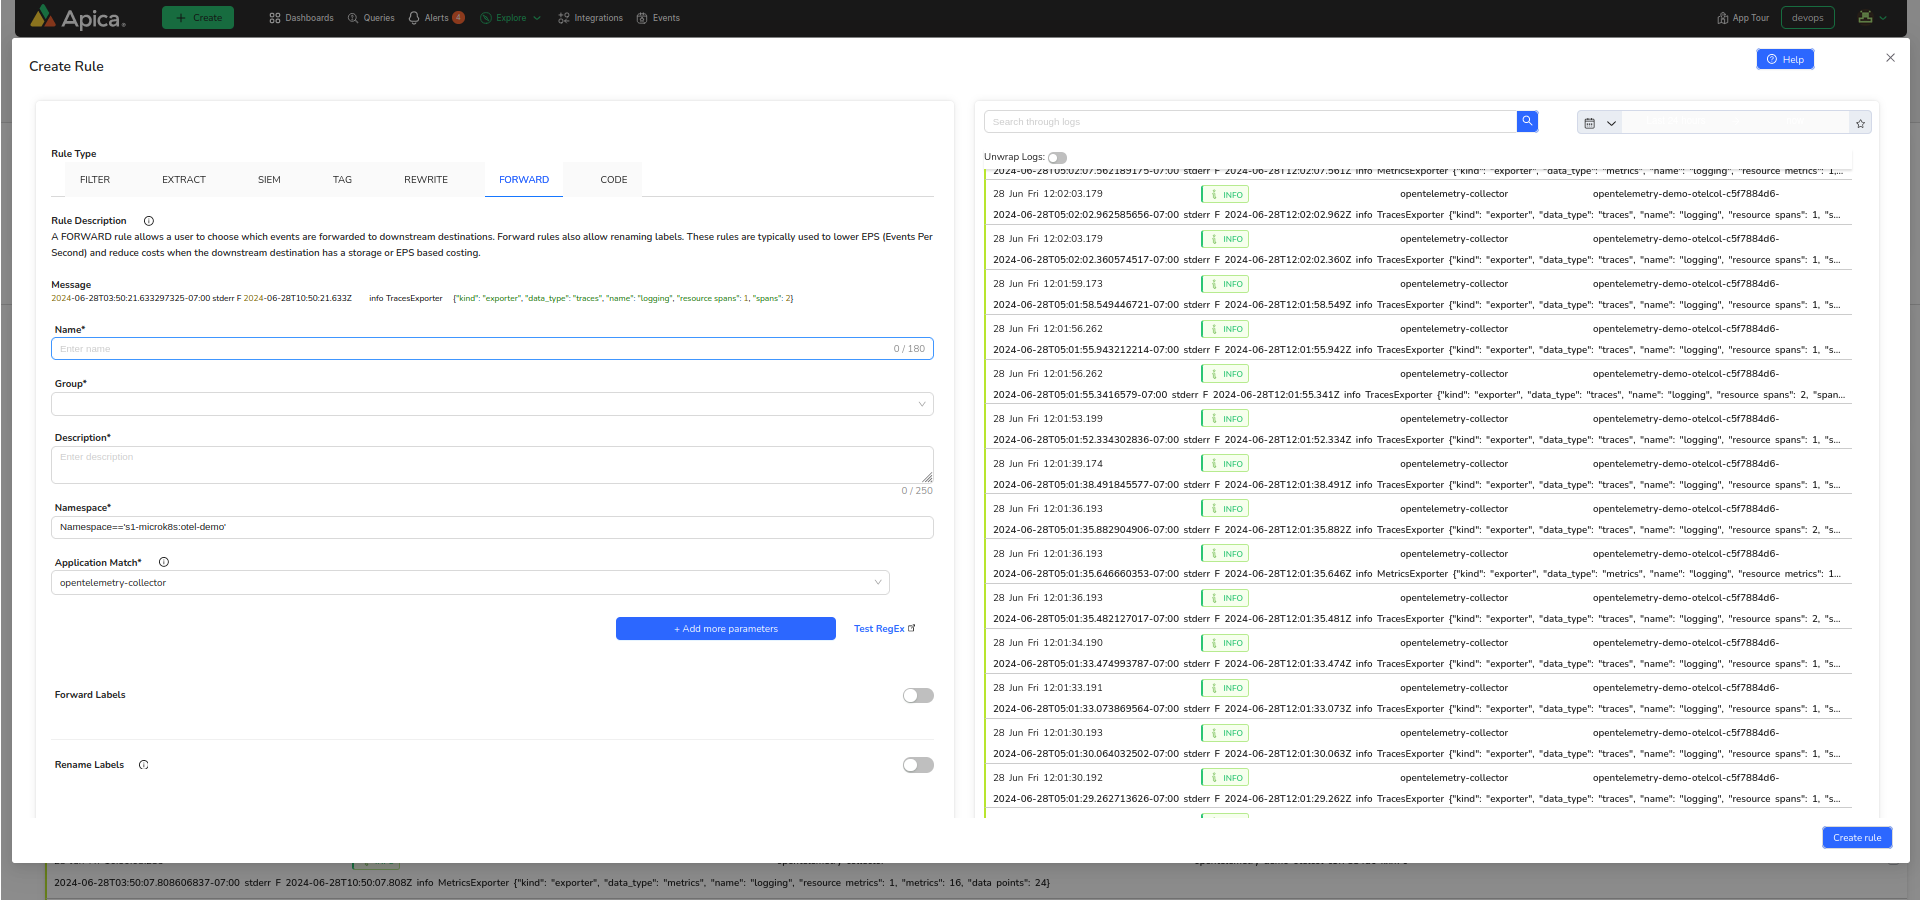 Apica.
+ Create
Dashboards
Queries
Alerts 4
Explore
Integrations
Events
App Tour
devops
Create Rule
Help
Rule Type
FILTER EXTRACT SIEM TAG REWRITE FORWARD CODE
Rule Description
A FORWARD rule allows a user to choose which events are forwarded to downstream destinations. Forward rules also allow renaming labels. These rules are typically used to lower EPS (Events Per
Second) and reduce costs when the downstream destination has a storage or EPS based costing.
Message
2024-06-28T03:50:21.633297325-07:00 stderr F 2024-06-28T10:50:21.633Z info TracesExporter {"kind": "exporter", "data_type": "traces", "name": "logging", "resource spans": 1, "spans": 2}
Name*
Enter name 0 / 180
Group*
Description*
Enter description
0 / 250
Namespace*
Namespace=='s1-microk8s:otel-demo'
Application Match*
opentelemetry-collector
+ Add more parameters
Test RegEx
Forward Labels
Rename Labels
Search through logs
Unwrap Logs:
2024-06-28T05:02:07.562189175-07:00 stderr F 2024-06-28T12:02:07.561Z info MetricsExporter {"kind": "exporter", "data_type": "metrics", "name": "logging", "resource metrics": 1,...
28 Jun Fri 12:02:03.179 INFO opentelemetry-collector opentelemetry-demo-otelcol-c5f7884d6-
2024-06-28T05:02:02.962585656-07:00 stderr F 2024-06-28T12:02:02.962Z info TracesExporter {"kind": "exporter", "data_type": "traces", "name": "logging", "resource spans": 1, "s...
28 Jun Fri 12:02:03.179 INFO opentelemetry-collector opentelemetry-demo-otelcol-c5f7884d6-
2024-06-28T05:02:02.360574517-07:00 stderr F 2024-06-28T12:02:02.360Z info TracesExporter {"kind": "exporter", "data_type": "traces", "name": "logging", "resource spans": 1, "s...
28 Jun Fri 12:01:59.173 INFO opentelemetry-collector opentelemetry-demo-otelcol-c5f7884d6-
2024-06-28T05:01:58.549446721-07:00 stderr F 2024-06-28T12:01:58.549Z info TracesExporter {"kind": "exporter", "data_type": "traces", "name": "logging", "resource spans": 1, "s...
28 Jun Fri 12:01:56.262 INFO opentelemetry-collector opentelemetry-demo-otelcol-c5f7884d6-
2024-06-28T05:01:55.943212214-07:00 stderr F 2024-06-28T12:01:55.942Z info TracesExporter {"kind": "exporter", "data_type": "traces", "name": "logging", "resource spans": 1, "s...
28 Jun Fri 12:01:56.262 INFO opentelemetry-collector opentelemetry-demo-otelcol-c5f7884d6-
2024-06-28T05:01:55.3416579-07:00 stderr F 2024-06-28T12:01:55.341Z info TracesExporter {"kind": "exporter", "data_type": "traces", "name": "logging", "resource spans": 2, "span...
28 Jun Fri 12:01:53.199 INFO opentelemetry-collector opentelemetry-demo-otelcol-c5f7884d6-
2024-06-28T05:01:52.334302836-07:00 stderr F 2024-06-28T12:01:52.334Z info TracesExporter {"kind": "exporter", "data_type": "traces", "name": "logging", "resource spans": 1, "s...
28 Jun Fri 12:01:39.174 INFO opentelemetry-collector opentelemetry-demo-otelcol-c5f7884d6-
2024-06-28T05:01:38.491845577-07:00 stderr F 2024-06-28T12:01:38.491Z info TracesExporter {"kind": "exporter", "data_type": "traces", "name": "logging", "resource spans": 1, "s...
28 Jun Fri 12:01:36.193 INFO opentelemetry-collector opentelemetry-demo-otelcol-c5f7884d6-
2024-06-28T05:01:35.882904906-07:00 stderr F 2024-06-28T12:01:35.882Z info TracesExporter {"kind": "exporter", "data_type": "traces", "name": "logging", "resource spans": 2, "s...
28 Jun Fri 12:01:36.193 INFO opentelemetry-collector opentelemetry-demo-otelcol-c5f7884d6-
2024-06-28T05:01:35.646660353-07:00 stderr F 2024-06-28T12:01:35.646Z info MetricsExporter {"kind": "exporter", "data_type": "metrics", "name": "logging", "resource metrics": 1...
28 Jun Fri 12:01:36.193 INFO opentelemetry-collector opentelemetry-demo-otelcol-c5f7884d6-
2024-06-28T05:01:35.482127017-07:00 stderr F 2024-06-28T12:01:35.481Z info TracesExporter {"kind": "exporter", "data_type": "traces", "name": "logging", "resource spans": 2, "s...
28 Jun Fri 12:01:34.190 INFO opentelemetry-collector opentelemetry-demo-otelcol-c5f7884d6-
2024-06-28T05:01:33.474993787-07:00 stderr F 2024-06-28T12:01:33.474Z info TracesExporter {"kind": "exporter", "data_type": "traces", "name": "logging", "resource spans": 1, "s...
28 Jun Fri 12:01:33.191 INFO opentelemetry-collector opentelemetry-demo-otelcol-c5f7884d6-
2024-06-28T05:01:33.073869564-07:00 stderr F 2024-06-28T12:01:33.073Z info TracesExporter {"kind": "exporter", "data_type": "traces", "name": "logging", "resource spans": 1, "s...
28 Jun Fri 12:01:30.193 INFO opentelemetry-collector opentelemetry-demo-otelcol-c5f7884d6-
2024-06-28T05:01:30.064032502-07:00 stderr F 2024-06-28T12:01:30.063Z info TracesExporter {"kind": "exporter", "data_type": "traces", "name": "logging", "resource spans": 1, "s...
28 Jun Fri 12:01:30.192 INFO opentelemetry-collector opentelemetry-demo-otelcol-c5f7884d6-
2024-06-28T05:01:29.262713626-07:00 stderr F 2024-06-28T12:01:29.262Z info TracesExporter {"kind": "exporter", "data_type": "traces", "name": "logging", "resource spans": 1, "s...
Create rule
2024-06-28T03:50:07.808606837-07:00 stderr F 2024-06-28T10:50:07.808Z info MetricsExporter {"kind": "exporter", "data_type": "metrics", "name": "logging", "resource metrics": 1, "metrics": 16, "data points": 24}